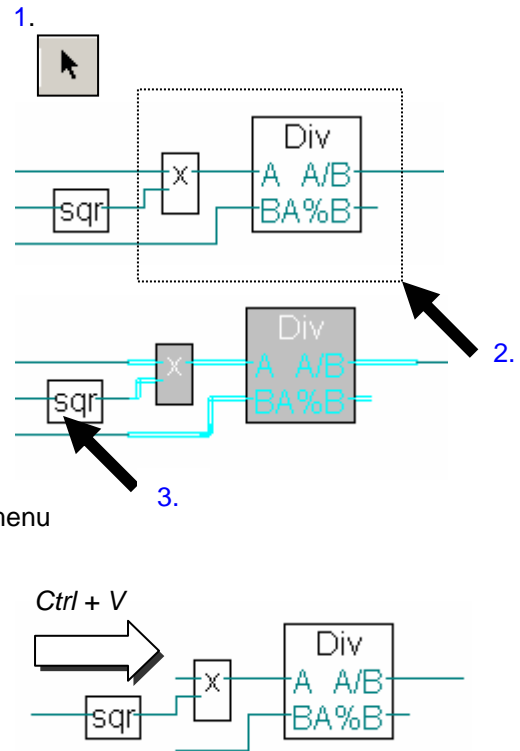 1.
Div
X
A A/B
sqr
BA%B
2.
Div
X
A A/B
sqr
BA%B
3.
menu
Ctrl + V
Div
X
A A/B
sqr
BA%B